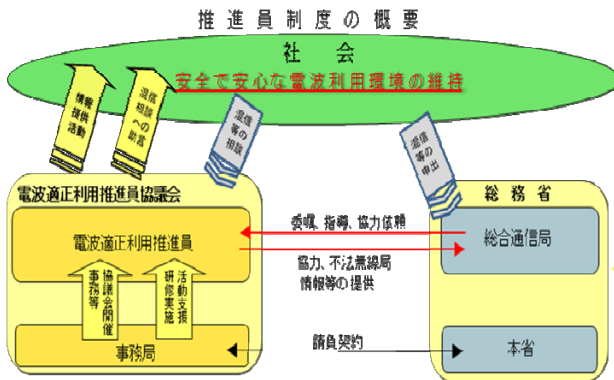 推進員制度の概要
社会
安全で安心な電波利用環境の維持
情報
提供
活動
混信
相談
への
助言
混信
等の
相談
混信
等の
申出
電波適正利用推進員協議会
総務省
電波適正利用推進員
委嘱、指導、協力依頼
総合通信局
協力、不法無線局
情報等の提供
協議会開催
事務等
活動支援
研修実施
事務局
請負契約
本省